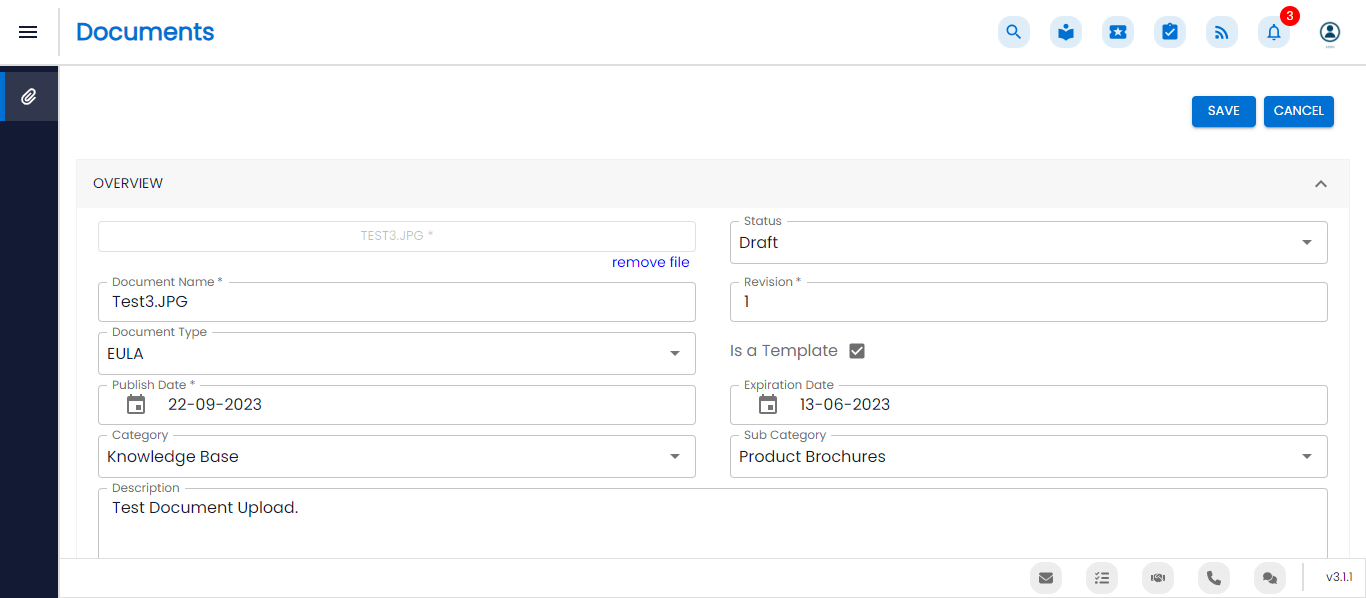 Documents
3
SAVE
CANCEL
OVERVIEW
TEST3.JPG *
remove file
Status
Draft
Document Name *
Test3.JPG
Revision *
1
Document Type
EULA
Is a Template
Publish Date *
22-09-2023
Expiration Date
13-06-2023
Category
Knowledge Base
Sub Category
Product Brochures
Description
Test Document Upload.
v3.1.1